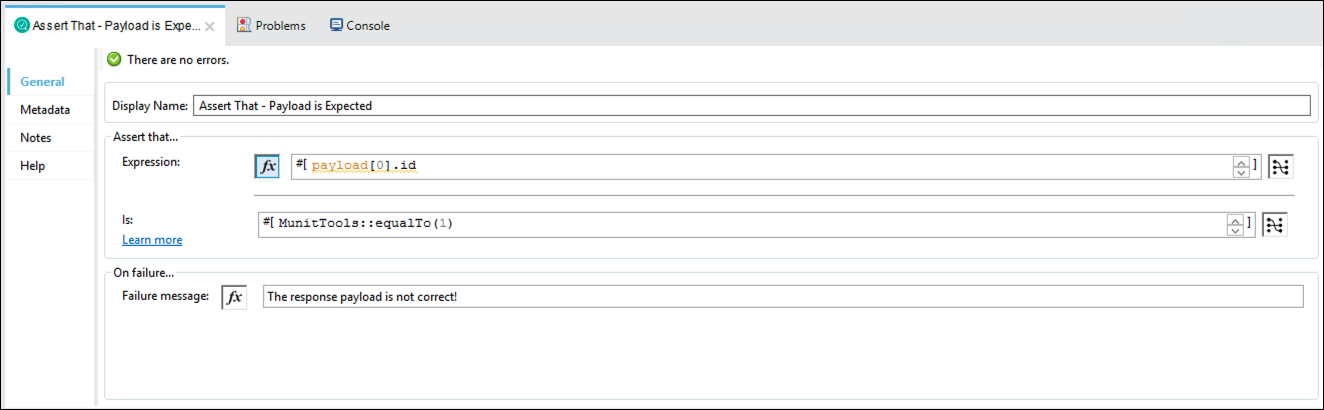 Assert That - Payload is Expe... Problems Console
There are no errors.
General
Metadata
Notes
Help
Display Name: Assert That - Payload is Expected
Assert that...
Expression: fx #[ payload[0].id ]
Is: #[ MunitTools::equalTo(1) ]
Learn more
On failure...
Failure message: fx The response payload is not correct!